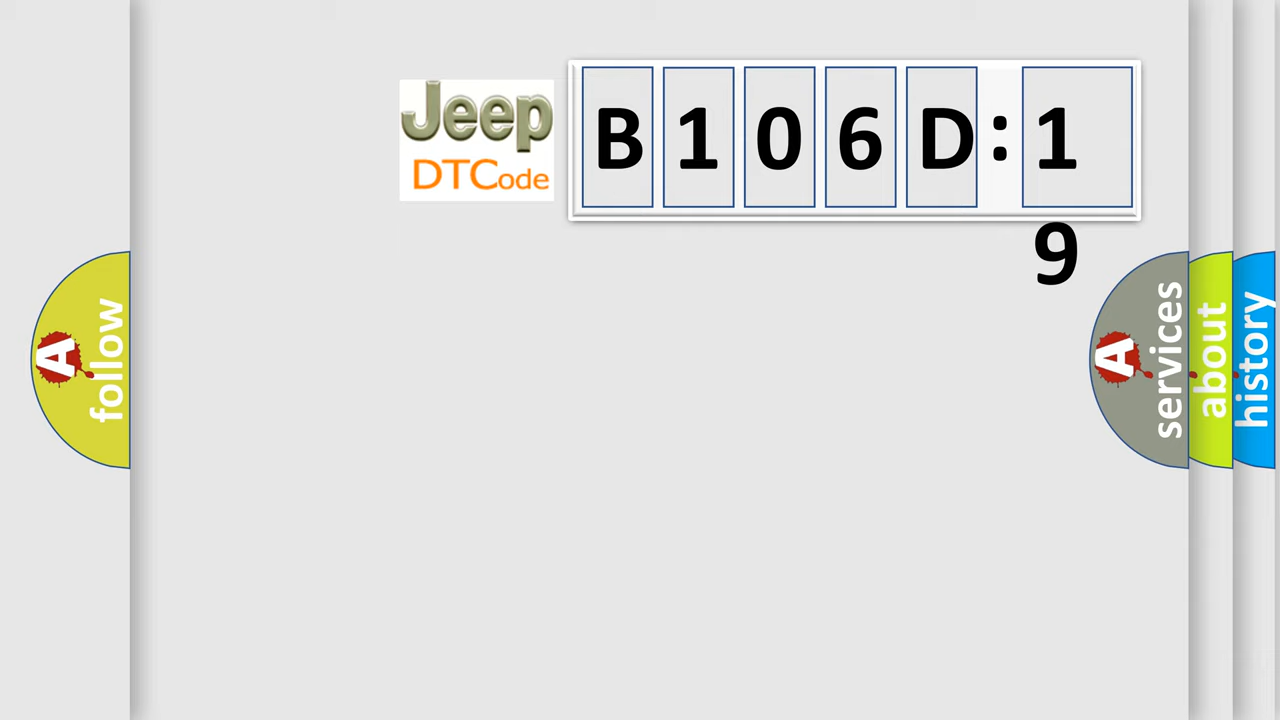 Jeep
DTCode
B106D:1
9
A
follow
A
services
about
history